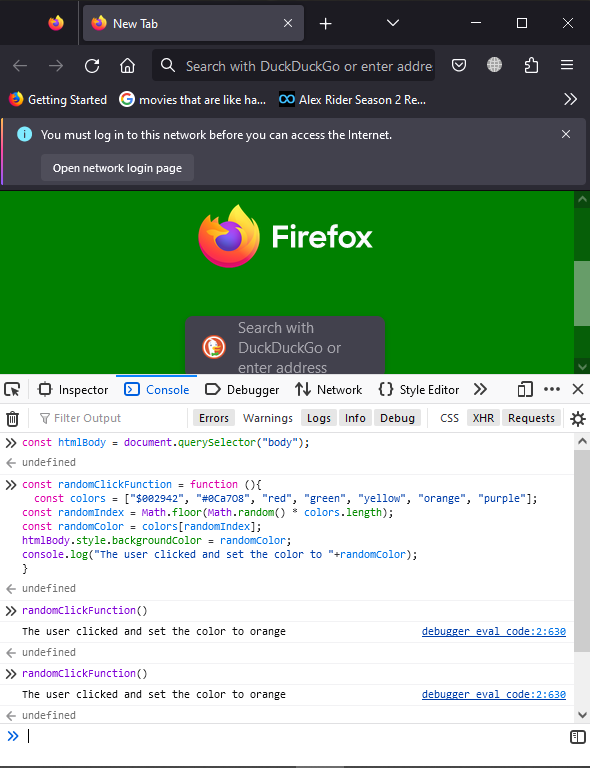 New Tab
Search with DuckDuckGo or enter addre
Getting Started
movies that are like ha...
Alex Rider Season 2 Re...
You must log in to this network before you can access the Internet.
Open network login page
Firefox
Search with
DuckDuckGo or
enter address
Inspector
Console
Debugger
Network
Style Editor
Filter Output
Errors
Warnings
Logs
Info
Debug
CSS
XHR
Requests
const htmlBody = document.querySelector("body");
undefined
const randomClickFunction = function (){
const colors = ["$002942", "#0Ca7O8", "red", "green", "yellow", "orange", "purple"];
const randomIndex = Math.floor(Math.random() * colors.length);
const randomColor = colors[randomIndex];
htmlBody.style.backgroundColor = randomColor;
console.log("The user clicked and set the color to "+randomColor);
}
undefined
randomClickFunction()
The user clicked and set the color to orange
debugger eval code:2:630
undefined
randomClickFunction()
The user clicked and set the color to orange
debugger eval code:2:630
undefined